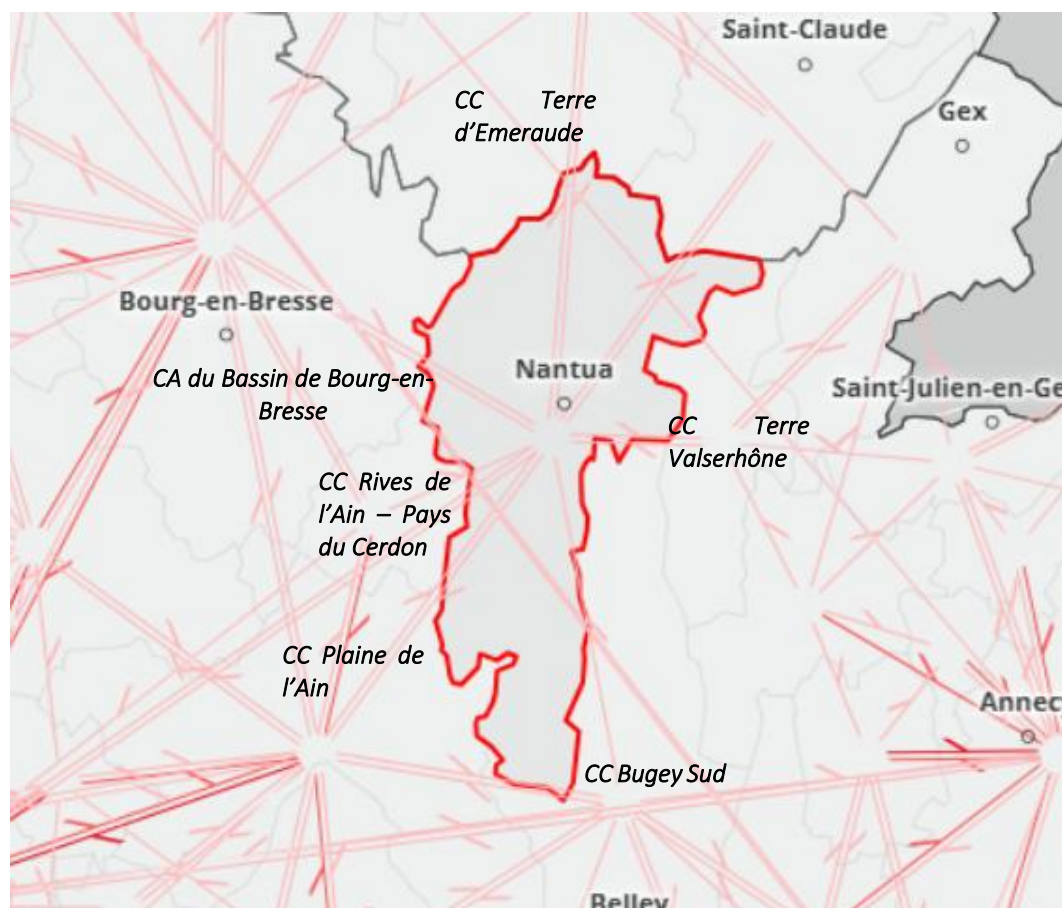 Saint-Claude
CC Terre
d'Emeraude
Gex
Bourg-en-Bresse
CA du Bassin de Bourg-en-
Bresse
Nantua
Saint-Julien-en-Ge
CC Terre
Valserhône
CC Rives de
l'Ain – Pays
du Cerdon
CC Plaine de
l'Ain
Annec
CC Bugey Sud
Belley